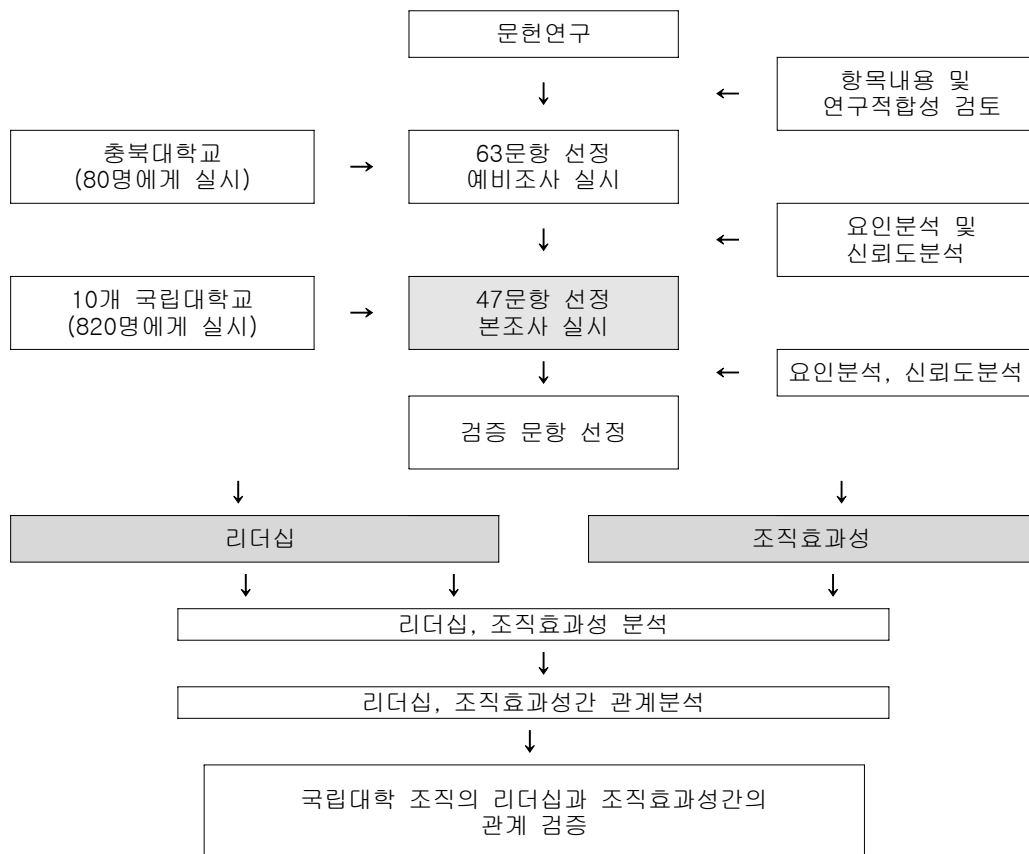 문헌연구
↓
항목내용 및
연구적합성 검토
←
충북대학교
(80명에게 실시)
→
63문항 선정
예비조사 실시
↓
요인분석 및
신뢰도분석
←
10개 국립대학교
(820명에게 실시)
→
47문항 선정
본조사 실시
↓
요인분석, 신뢰도분석
←
검증 문항 선정
↓ ↓
리더십
조직효과성
↓ ↓ ↓
리더십, 조직효과성 분석
↓
리더십, 조직효과성간 관계분석
↓
국립대학 조직의 리더십과 조직효과성간의
관계 검증